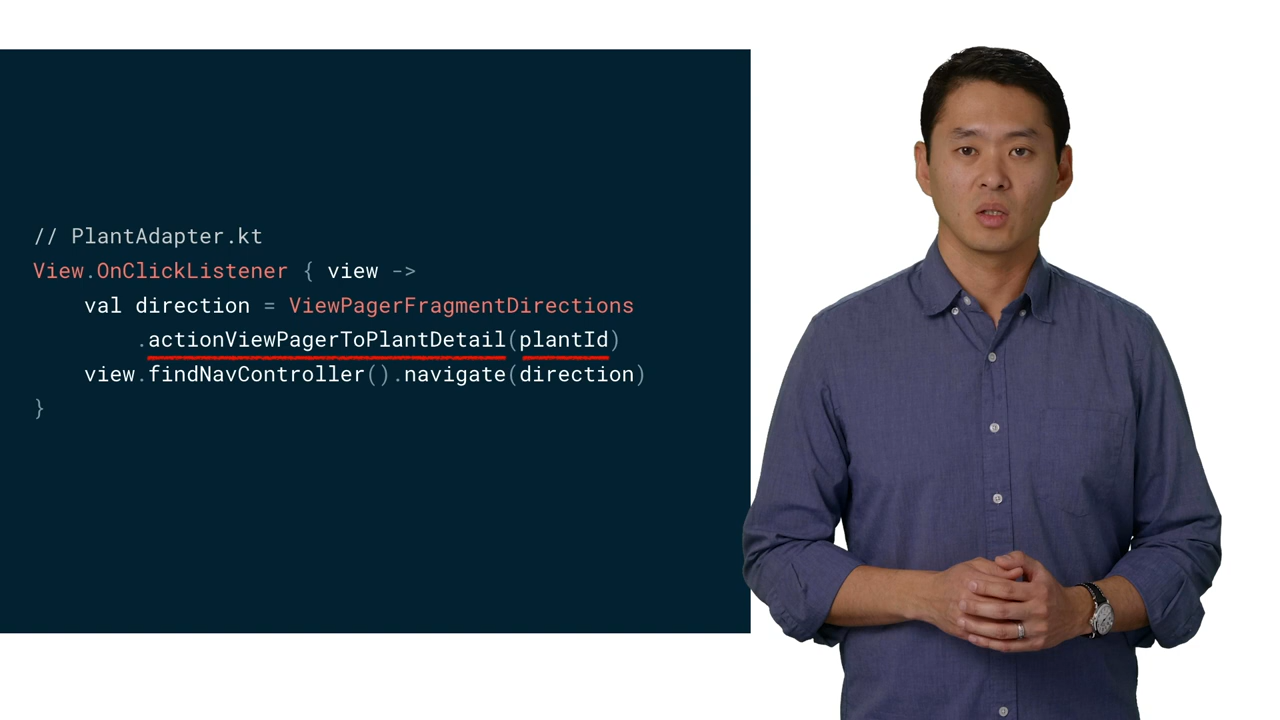 // PlantAdapter.kt
View.OnClickListener { view ->
val direction = ViewPagerFragmentDirections
.actionViewPagerToPlantDetail(plantId)
view.findNavController().navigate(direction)
}